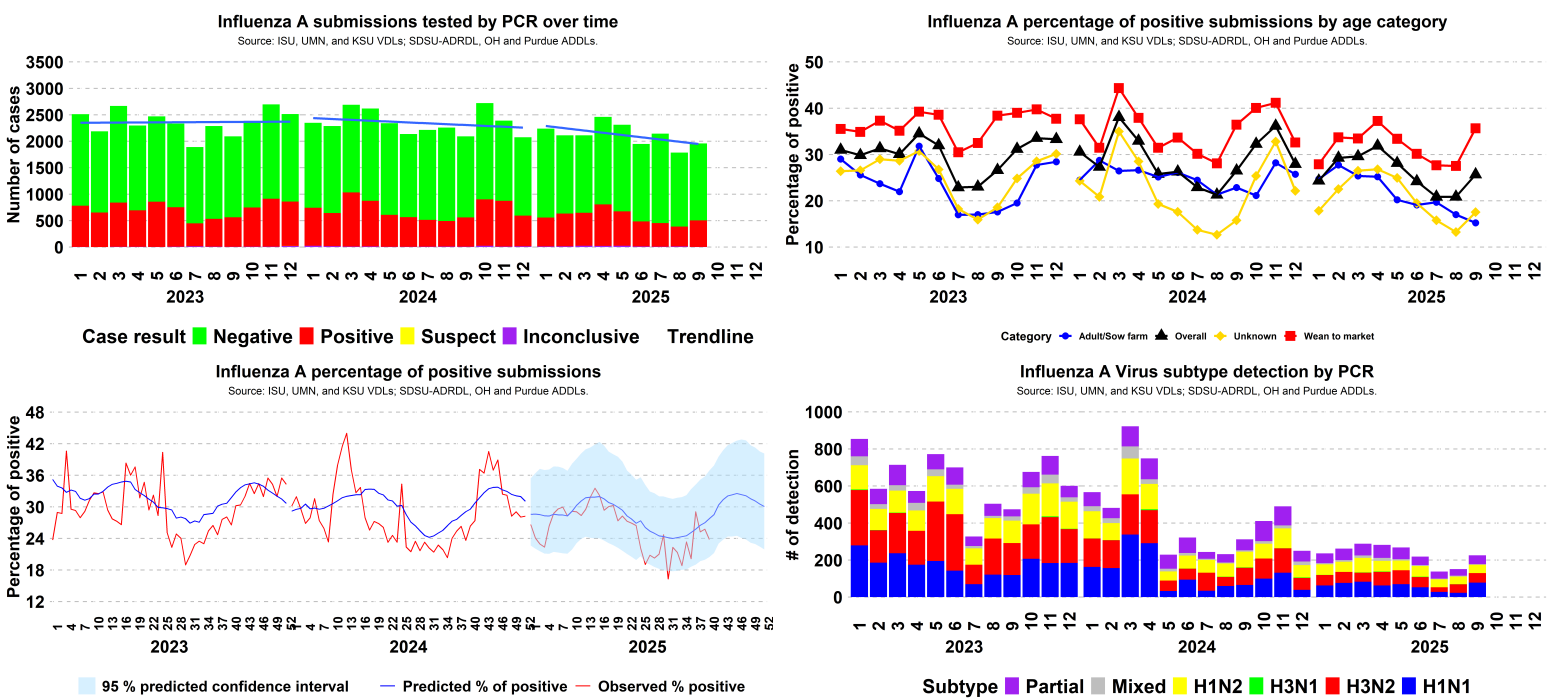 Influenza A submissions tested by PCR over time
Source: ISU, UMN, and KSU VDLs; SDSU-ADRDL, OH and Purdue ADDLs.
Number of cases
3500
3000
2500
2000
1500
1000
500
0
1 2 3 4 5 6 7 8 9 10 11 12 1 2 3 4 5 6 7 8 9 10 11 12 1 2 3 4 5 6 7 8 9 10 11 12
2023 2024 2025
Case result Negative Positive Suspect Inconclusive Trendline
Influenza A percentage of positive submissions by age category
Source: ISU, UMN, and KSU VDLs; SDSU-ADRDL, OH and Purdue ADDLs.
Percentage of positive
50
40
30
20
10
1 2 3 4 5 6 7 8 9 10 11 12 1 2 3 4 5 6 7 8 9 10 11 12 1 2 3 4 5 6 7 8 9 10 11 12
2023 2024 2025
Category Adult/Sow farm Overall Unknown Wean to market
Influenza A percentage of positive submissions
Source: ISU, UMN, and KSU VDLs; SDSU-ADRDL, OH and Purdue ADDLs.
Percentage of positive
48
42
36
30
24
18
12
1 4 7 10 13 16 19 22 25 28 31 34 37 40 43 46 49 52 1 4 7 10 13 16 19 22 25 28 31 34 37 40 43 46 49 52 1 4 7 10 13 16 19 22 25 28 31 34 37 40 43 46 49 52
2023 2024 2025
95 % predicted confidence interval Predicted % of positive Observed % positive
Influenza A Virus subtype detection by PCR
Source: ISU, UMN, and KSU VDLs; SDSU-ADRDL, OH and Purdue ADDLs.
# of detection
1000
800
600
400
200
0
1 2 3 4 5 6 7 8 9 10 11 12 1 2 3 4 5 6 7 8 9 10 11 12 1 2 3 4 5 6 7 8 9 10 11 12
2023 2024 2025
Subtype Partial Mixed H1N2 H3N1 H3N2 H1N1